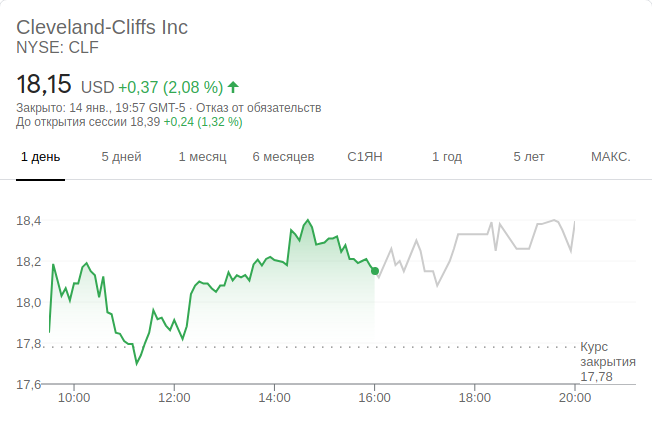 Cleveland-Cliffs Inc
NYSE: CLF
18,15 USD +0,37 (2,08 %)
Закрыто: 14 янв., 19:57 GMT-5 · Отказ от обязательств
До открытия сессии 18,39 +0,24 (1,32 %)
1 день 5 дней 1 месяц 6 месяцев С1ЯН 1 год 5 лет МАКС.
18,4
18,2
18,0
17,8
17,6
Курс
закрытия
17,78
10:00 12:00 14:00 16:00 18:00 20:00